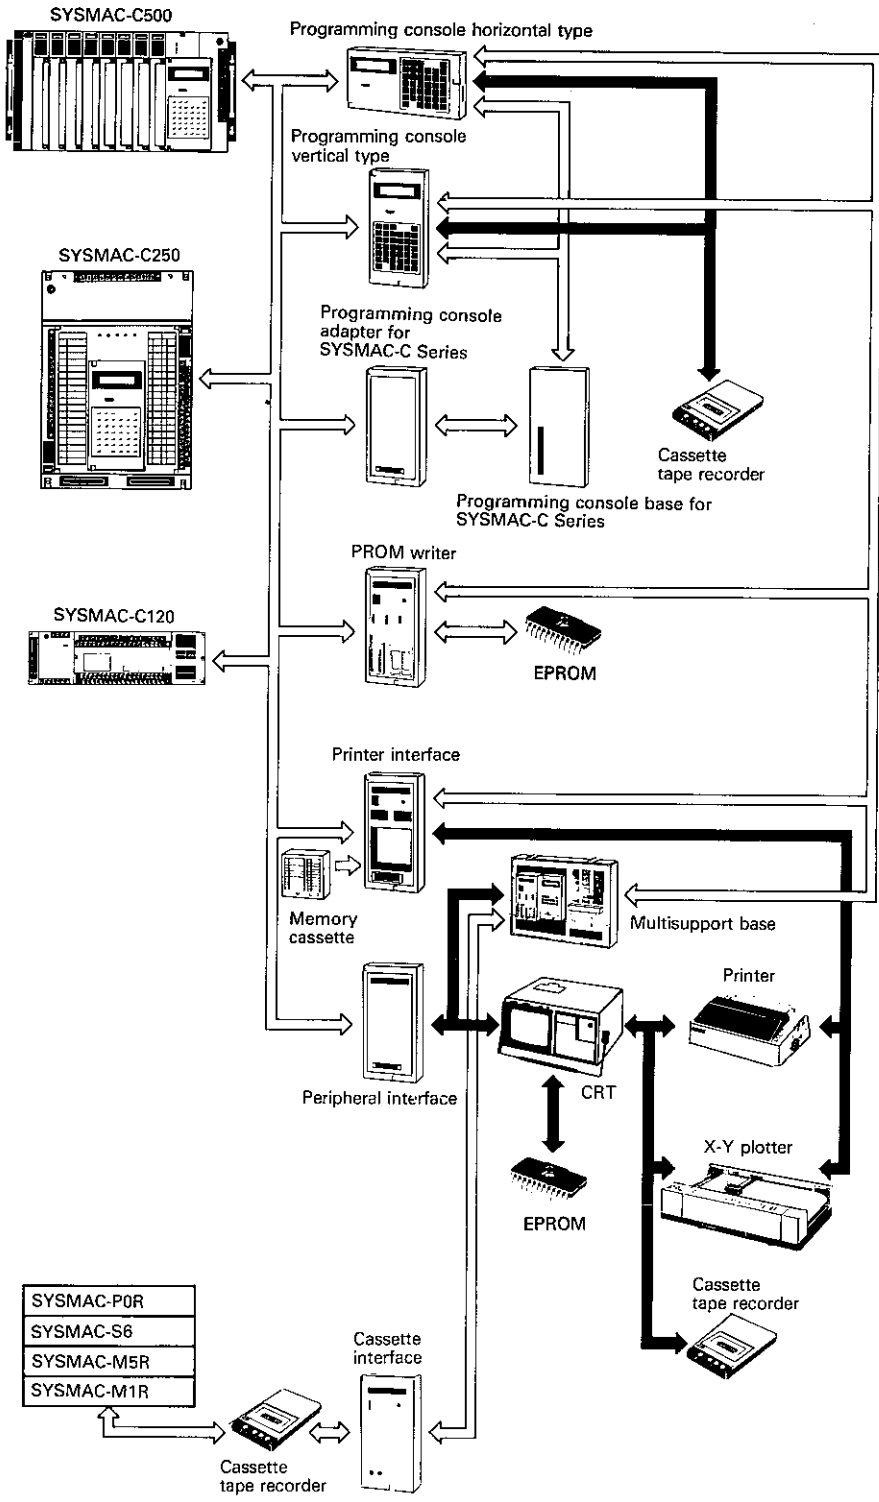 SYSMAC-C500
Programming console horizontal type
Programming console
vertical type
SYSMAC-C250
Programming console
adapter for
SYSMAC-C Series
Cassette
tape recorder
Programming console base for
SYSMAC-C Series
PROM writer
SYSMAC-C120
EPROM
Printer interface
Memory
cassette
Multisupport base
Printer
Peripheral interface
CRT
X-Y plotter
EPROM
Cassette
tape recorder
SYSMAC-P0R
SYSMAC-S6
SYSMAC-M5R
SYSMAC-M1R
Cassette
interface
Cassette
tape recorder